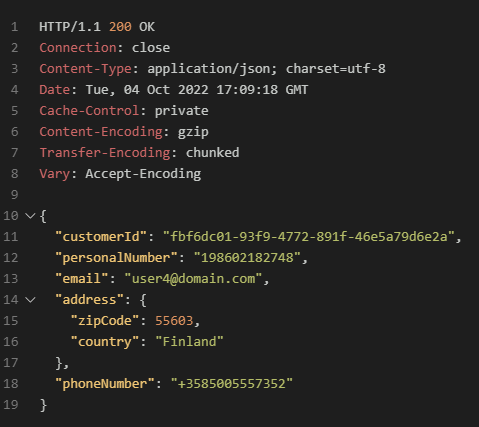 1 HTTP/1.1 200 OK
2 Connection: close
3 Content-Type: application/json; charset=utf-8
4 Date: Tue, 04 Oct 2022 17:09:18 GMT
5 Cache-Control: private
6 Content-Encoding: gzip
7 Transfer-Encoding: chunked
8 Vary: Accept-Encoding
9
10 {
11 "customerId": "fbf6dc01-93f9-4772-891f-46e5a79d6e2a",
12 "personalNumber": "198602182748",
13 "email": "user4@domain.com",
14 "address": {
15 "zipCode": 55603,
16 "country": "Finland"
17 },
18 "phoneNumber": "+3585005557352"
19 }